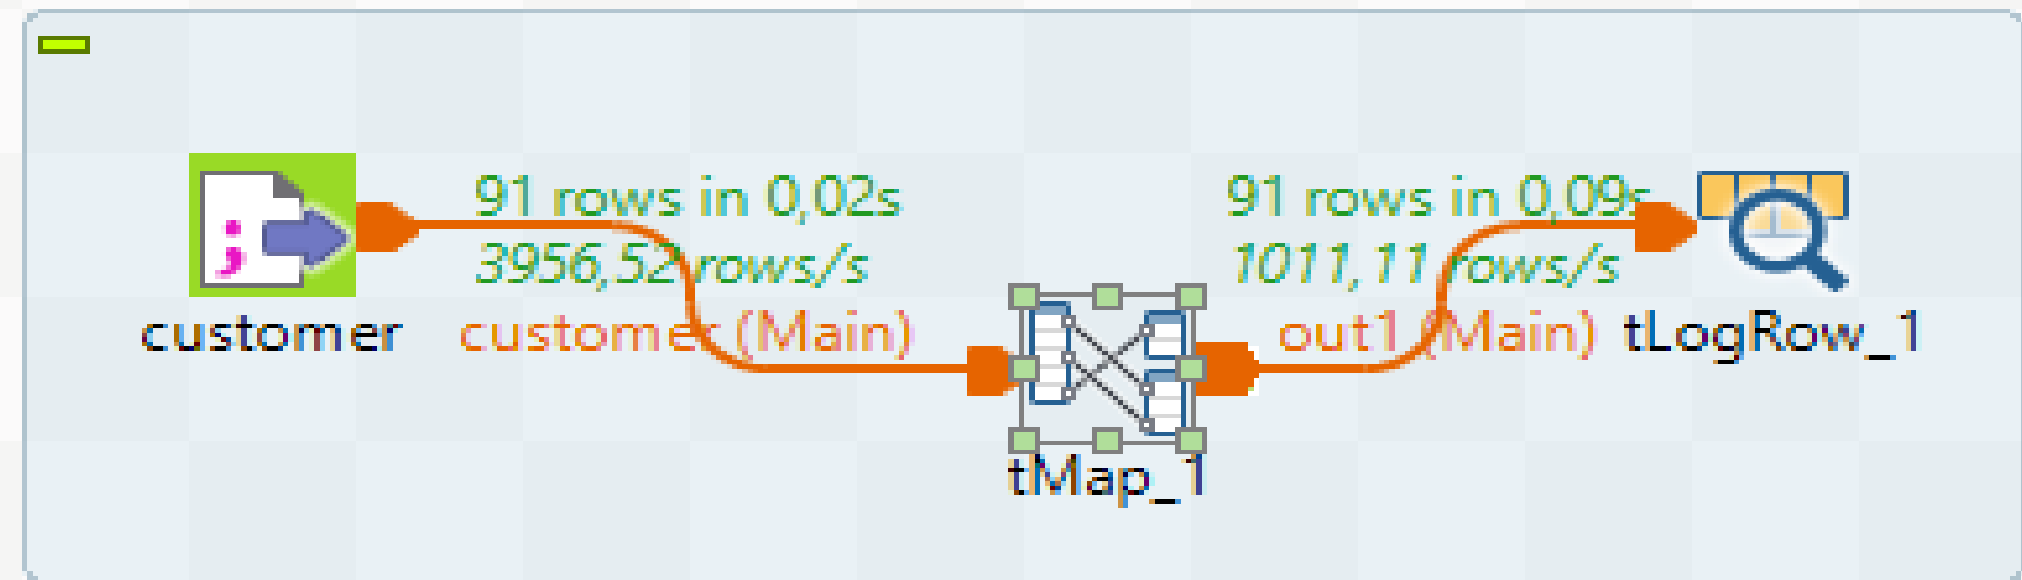 91 rows in 0,02s
3956,52 rows/s
customer
customer (Main)
tMap_1
91 rows in 0,09s
1011,11 rows/s
out1 (Main)
tLogRow_1